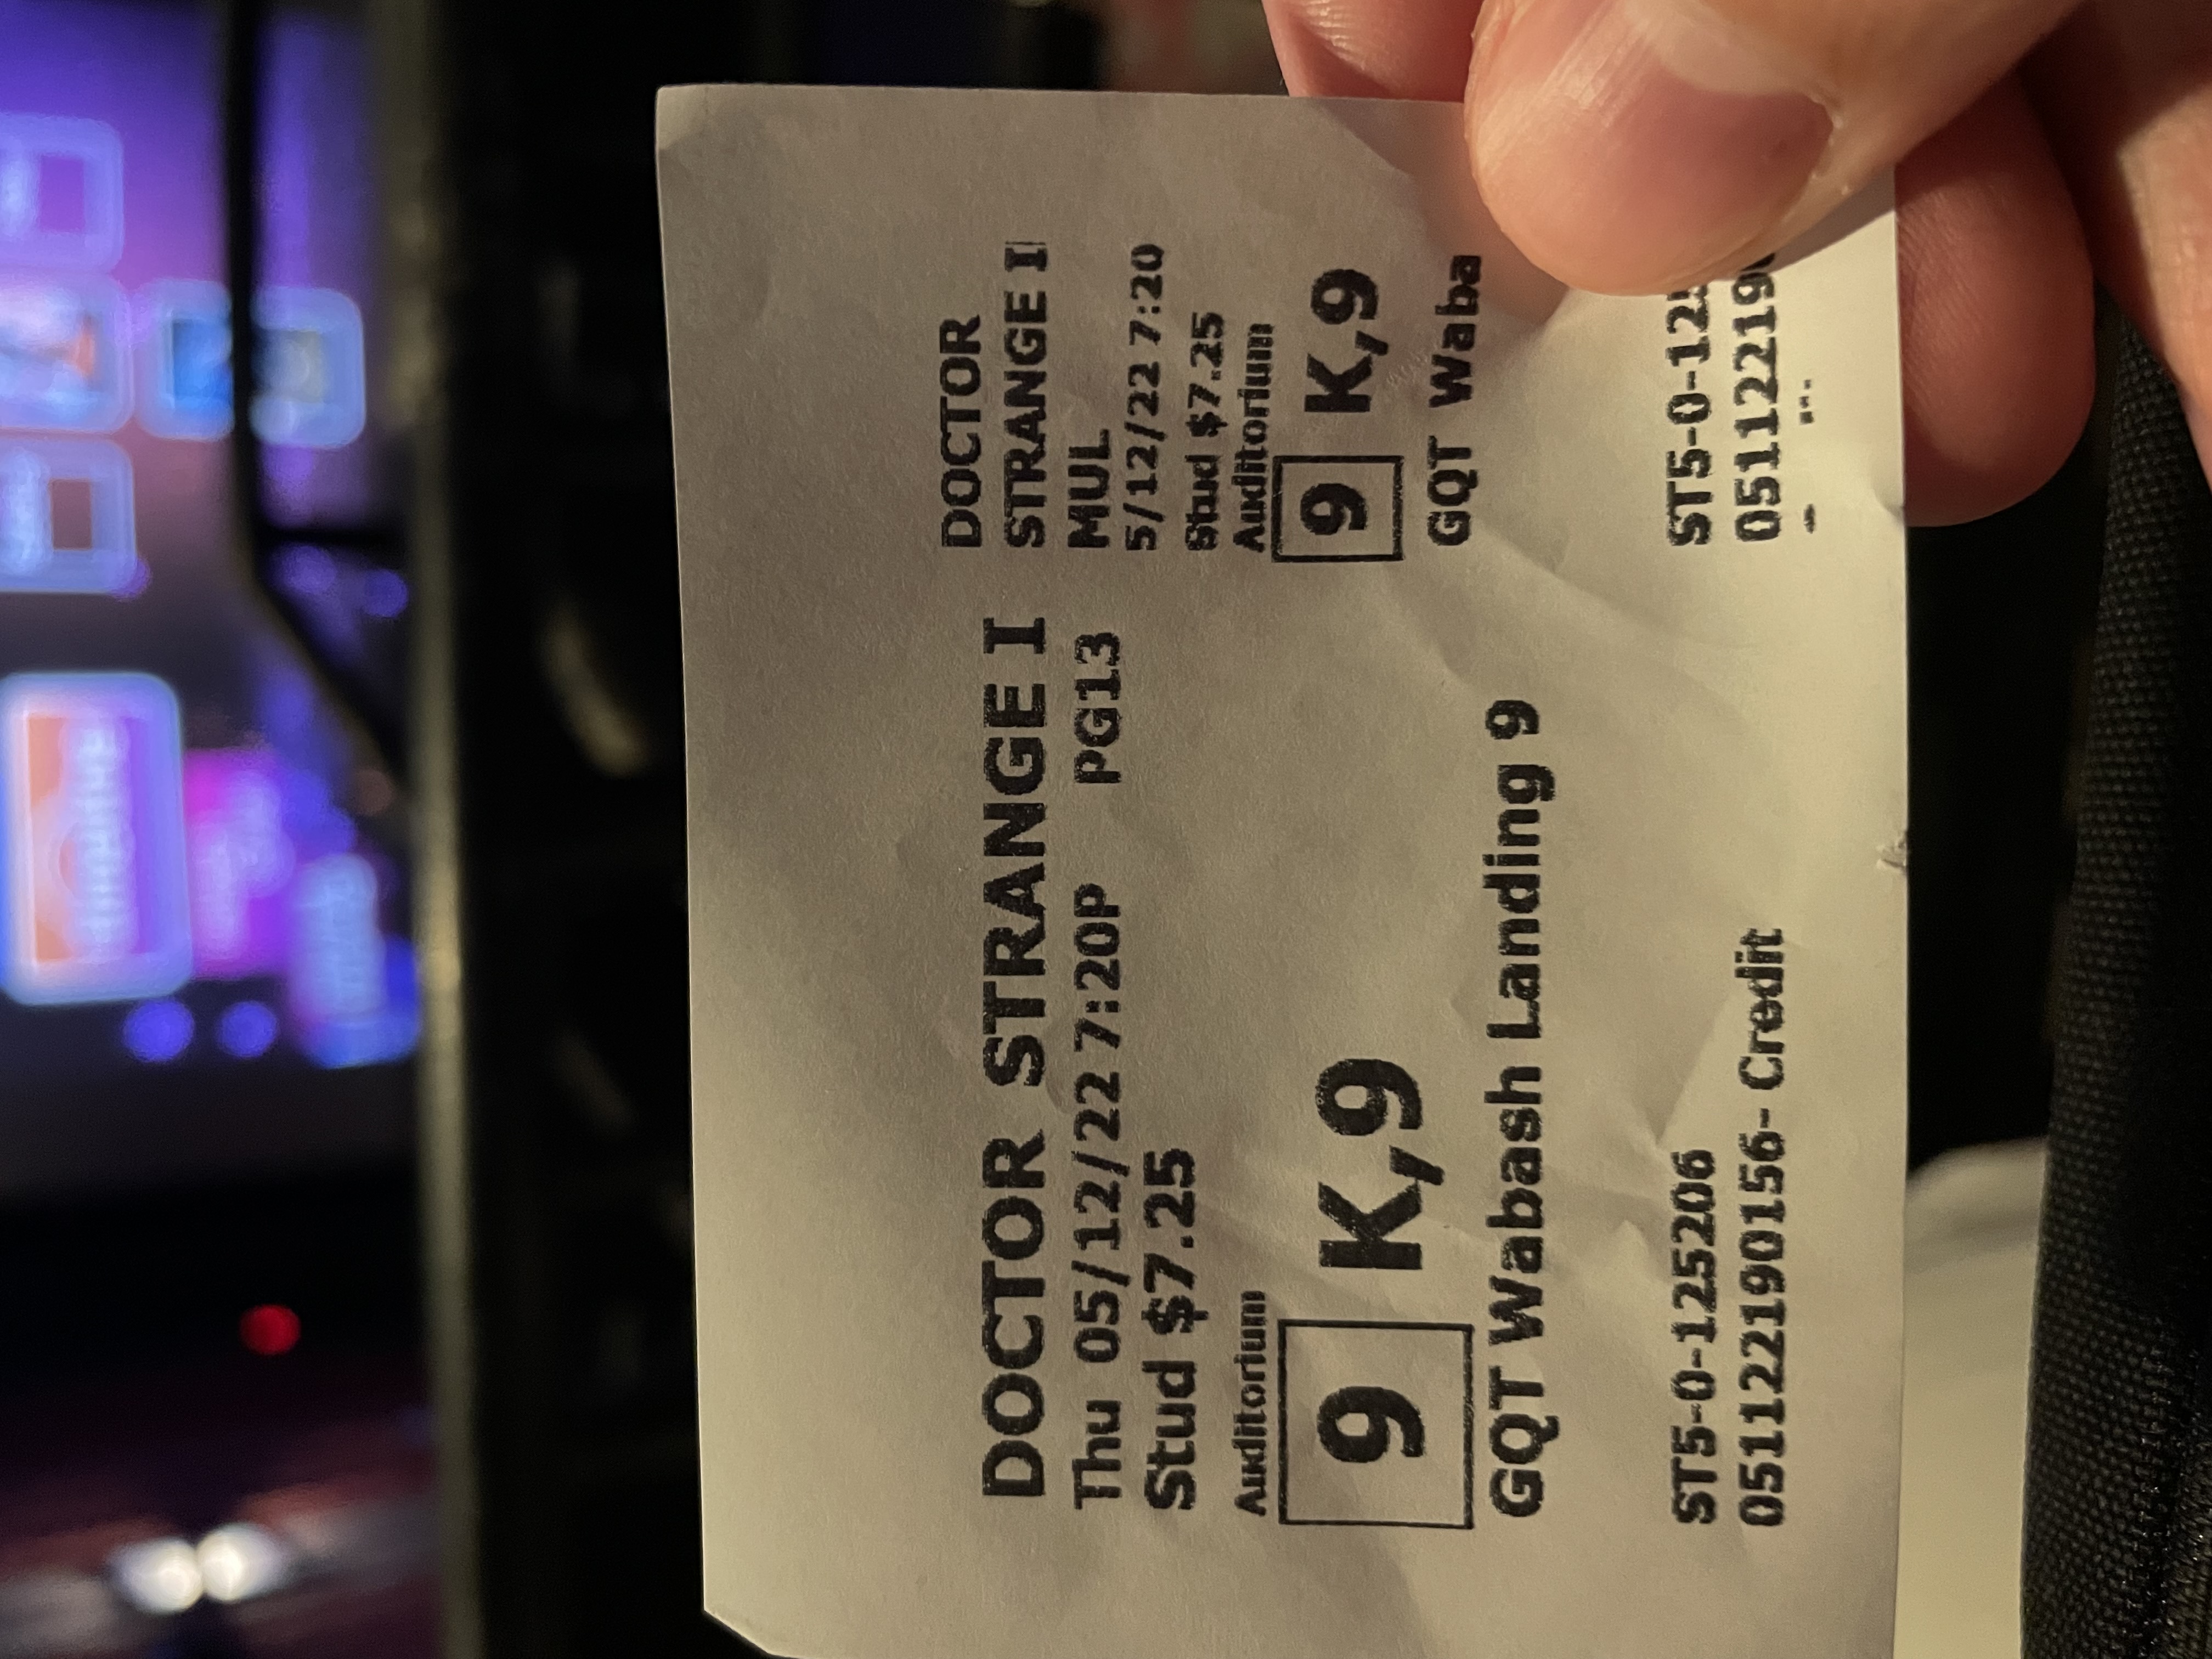 DOCTOR STRANGE I
Thu 05/12/22 7:20P PG13
Stud $7.25
Auditorium
9 K,9
GQT Wabash Landing 9
ST5-0-125206
051122190156- Credit
DOCTOR
STRANGE I
MUL
5/12/22 7:20
Stud $7.25
Auditorium
9 K,9
GQT Waba
ST5-0-125
05112219